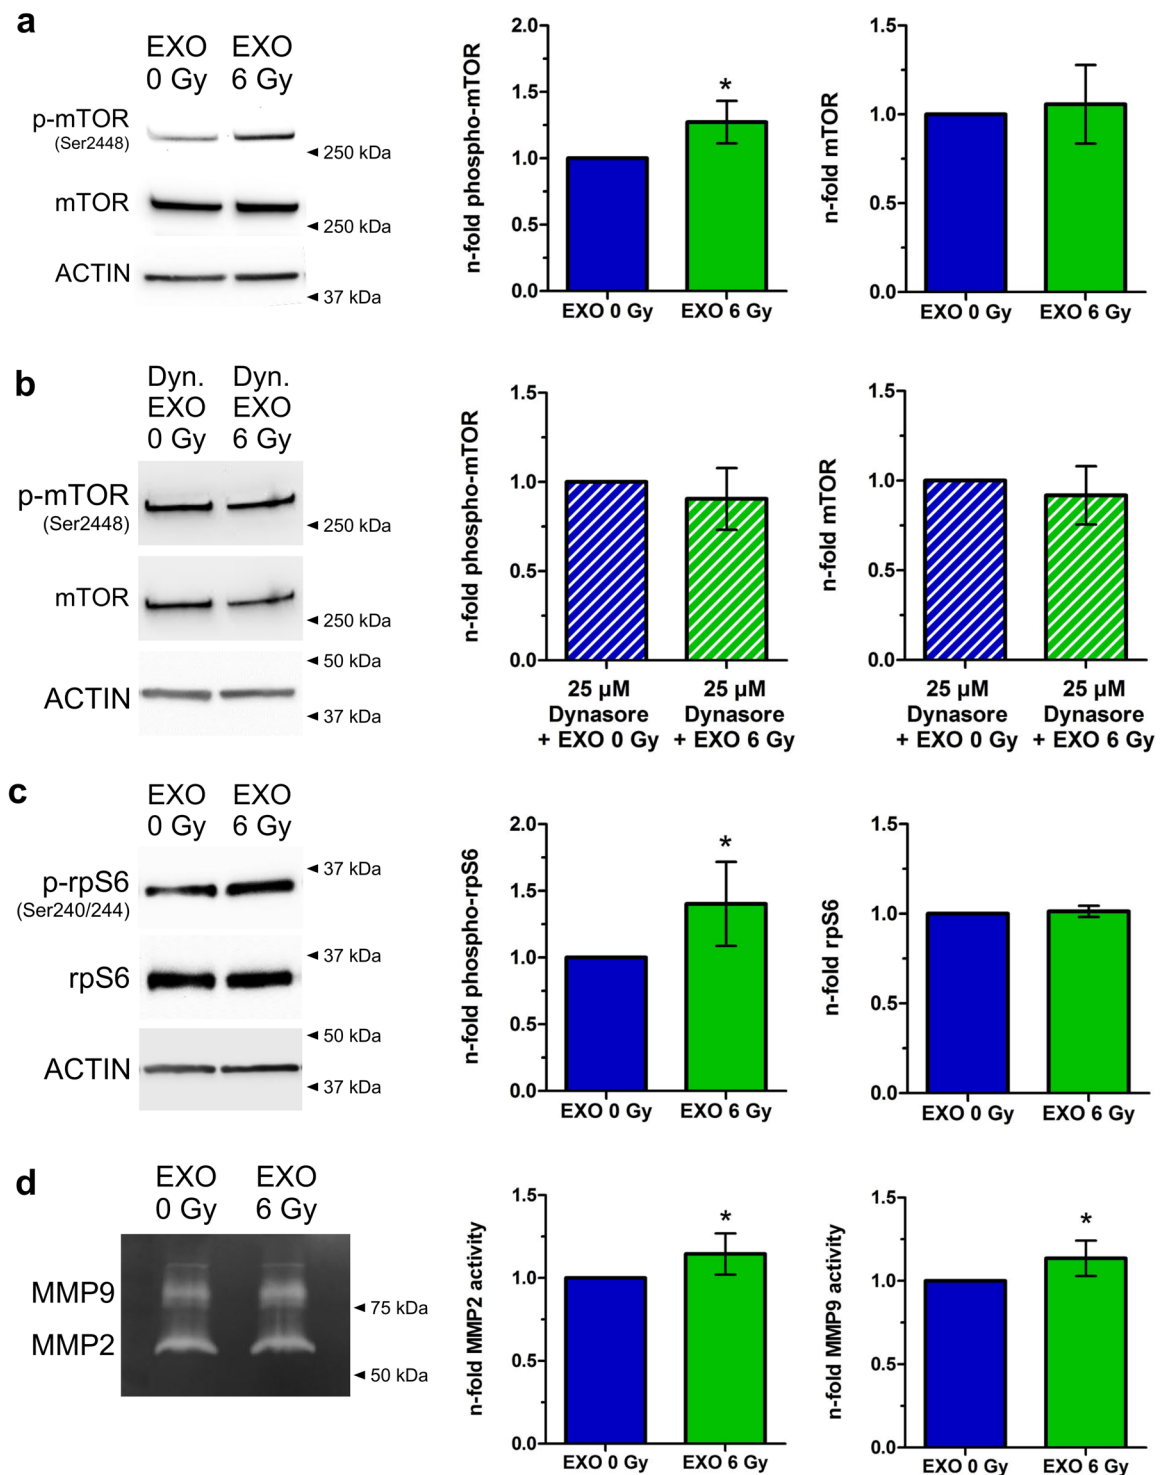 a
EXO EXO
0 Gy 6 Gy
p-mTOR
(Ser2448)
250 kDa
mTOR
250 kDa
ACTIN
37 kDa
n-fold phospho-mTOR
2.0
1.5
1.0
0.5
0.0
*
EXO 0 Gy EXO 6 Gy
n-fold mTOR
1.5
1.0
0.5
0.0
EXO 0 Gy EXO 6 Gy
b
Dyn. Dyn.
EXO EXO
0 Gy 6 Gy
p-mTOR
(Ser2448)
250 kDa
mTOR
250 kDa
50 kDa
ACTIN
37 kDa
n-fold phospho-mTOR
1.5
1.0
0.5
0.0
25 µM 25 µM
Dynasore Dynasore
+ EXO 0 Gy + EXO 6 Gy
n-fold mTOR
1.5
1.0
0.5
0.0
25 µM 25 µM
Dynasore Dynasore
+ EXO 0 Gy + EXO 6 Gy
c
EXO EXO
0 Gy 6 Gy
37 kDa
p-rpS6
(Ser240/244)
37 kDa
rpS6
50 kDa
ACTIN
37 kDa
n-fold phospho-rpS6
2.0
1.5
1.0
0.5
0.0
*
EXO 0 Gy EXO 6 Gy
n-fold rpS6
1.5
1.0
0.5
0.0
EXO 0 Gy EXO 6 Gy
d
EXO EXO
0 Gy 6 Gy
MMP9
75 kDa
MMP2
50 kDa
n-fold MMP2 activity
1.5
1.0
0.5
0.0
*
EXO 0 Gy EXO 6 Gy
n-fold MMP9 activity
1.5
1.0
0.5
0.0
*
EXO 0 Gy EXO 6 Gy